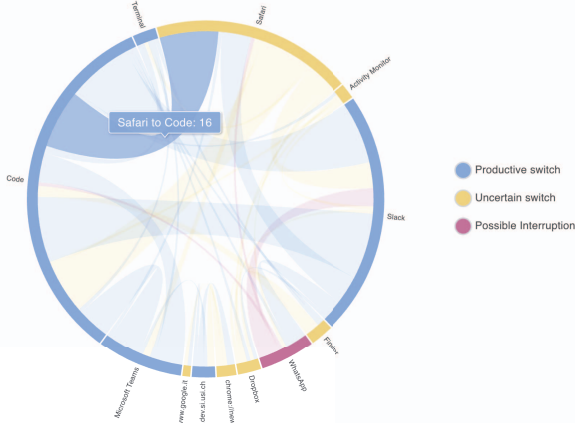 Terminal
Safari
Activity Monitor
Safari to Code: 16
Code
Slack
Productive switch
Uncertain switch
Possible Interruption
Microsoft Teams
dev.si.usi.ch
Dropbox
WhatsApp